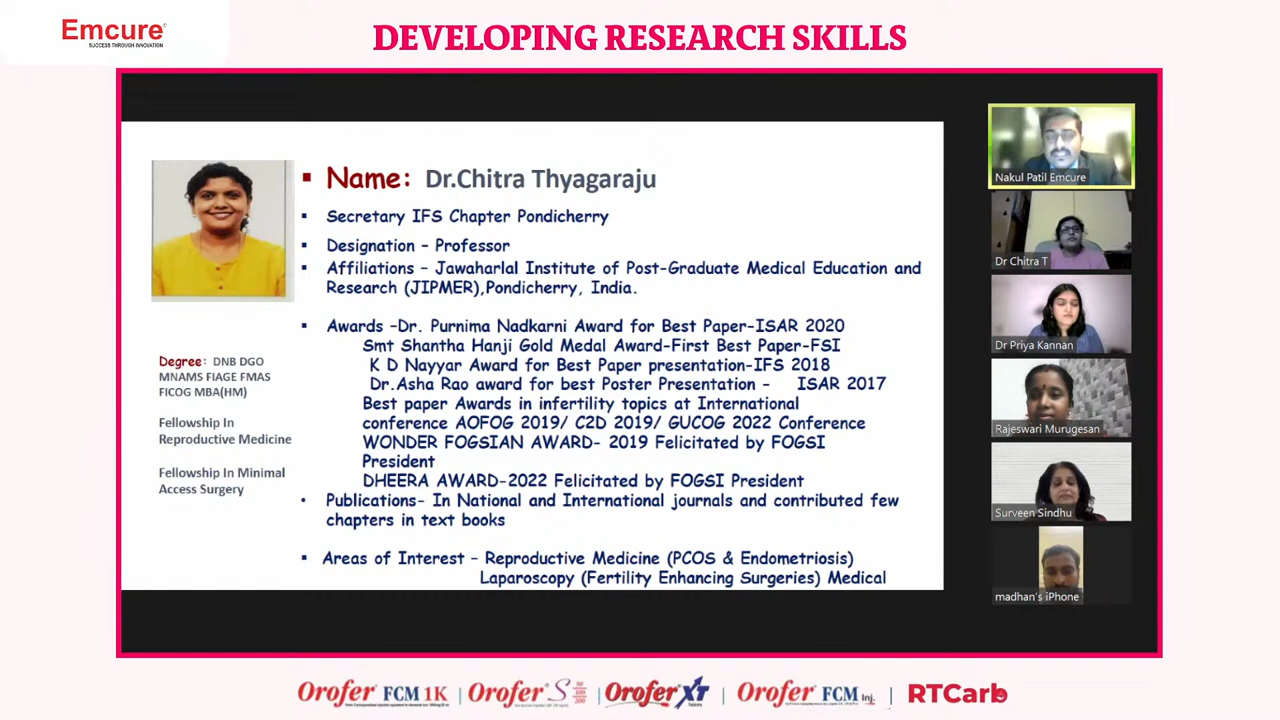 Emcure
SUCCESS THROUGH INNOVATION
DEVELOPING RESEARCH SKILLS
Name: Dr.Chitra Thyagaraju
Secretary IFS Chapter Pondicherry
Designation – Professor
Affiliations – Jawaharlal Institute of Post-Graduate Medical Education and
Research (JIPMER),Pondicherry, India.
Awards -Dr. Purnima Nadkarni Award for Best Paper-ISAR 2020
Smt Shantha Hanji Gold Medal Award-First Best Paper-FSI
K D Nayyar Award for Best Paper presentation-IFS 2018
Dr.Asha Rao award for best Poster Presentation – ISAR 2017
Best paper Awards in infertility topics at International
conference AOFOG 2019/ C2D 2019/ GUCOG 2022 Conference
WONDER FOGSIAN AWARD- 2019 Felicitated by FOGSI
President
DHEERA AWARD-2022 Felicitated by FOGSI President
Publications- In National and International journals and contributed few
chapters in text books
Areas of Interest – Reproductive Medicine (PCOS & Endometriosis)
Laparoscopy (Fertility Enhancing Surgeries) Medical
Degree: DNB DGO
MNAMS FIAGE FMAS
FICOG MBA(HM)
Fellowship In
Reproductive Medicine
Fellowship In Minimal
Access Surgery
Nakul Patil Emcure
Dr Chitra T
Dr Priya Kannan
Rajeswari Murugesan
Surveen Sindhu
madhan's iPhone
Orofer FCM 1K
Orofer S 50 100 200
Orofer XT
Orofer FCM Inj.
RTCarb